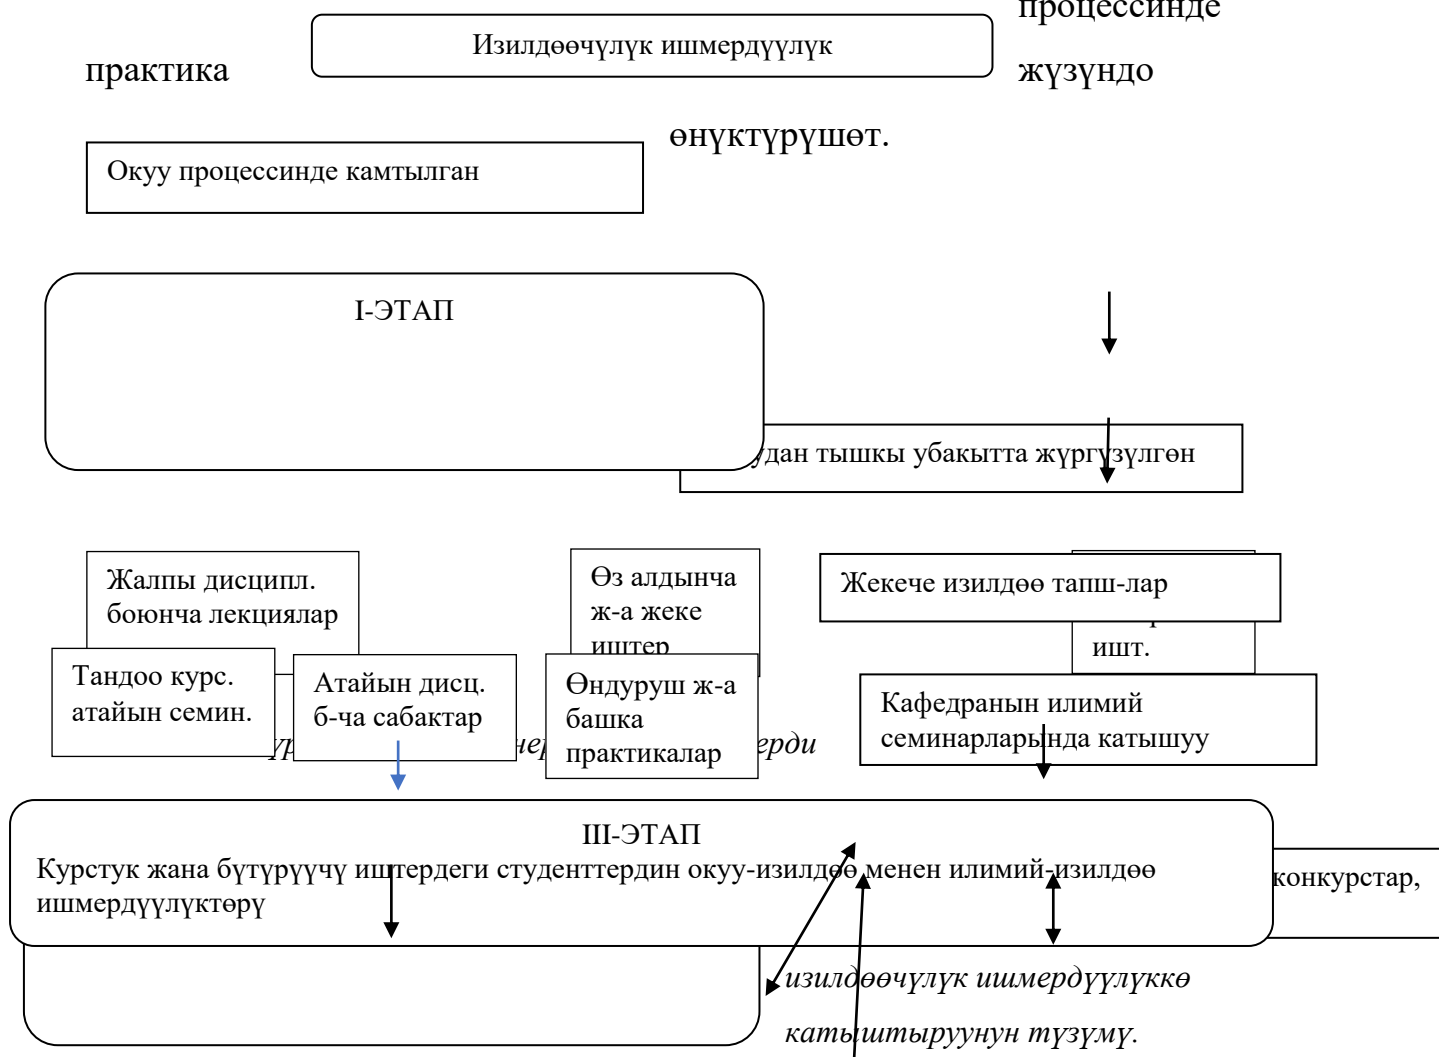 процессинде
Изилдөөчүлүк ишмердүүлүк
практика
жүзүндо
өнүктүрүшөт.
Окуу процессинде камтылган
I-ЭТАП
тышкы убакытта жүргүзүлгөн
Жалпы дисципл.
боюнча лекциялар
Өз алдынча
ж-а жеке
иштер
Жекече изилдөө тапш-лар
ишт.
Тандоо курс.
атайын семин.
Атайын дисц.
б-ча сабактар
Өндуруш ж-а
башка
практикалар
Кафедранын илимий
семинарларында катышуу
III-ЭТАП
Курстук жана бүтүрүүчү иштердеги студенттердин окуу-изилдөө менен илимий-изилдөө
ишмердүүлүктөрү
конкурстар,
изилдөөчүлүк ишмердүүлүккө
катыштыруунун түзүмү.